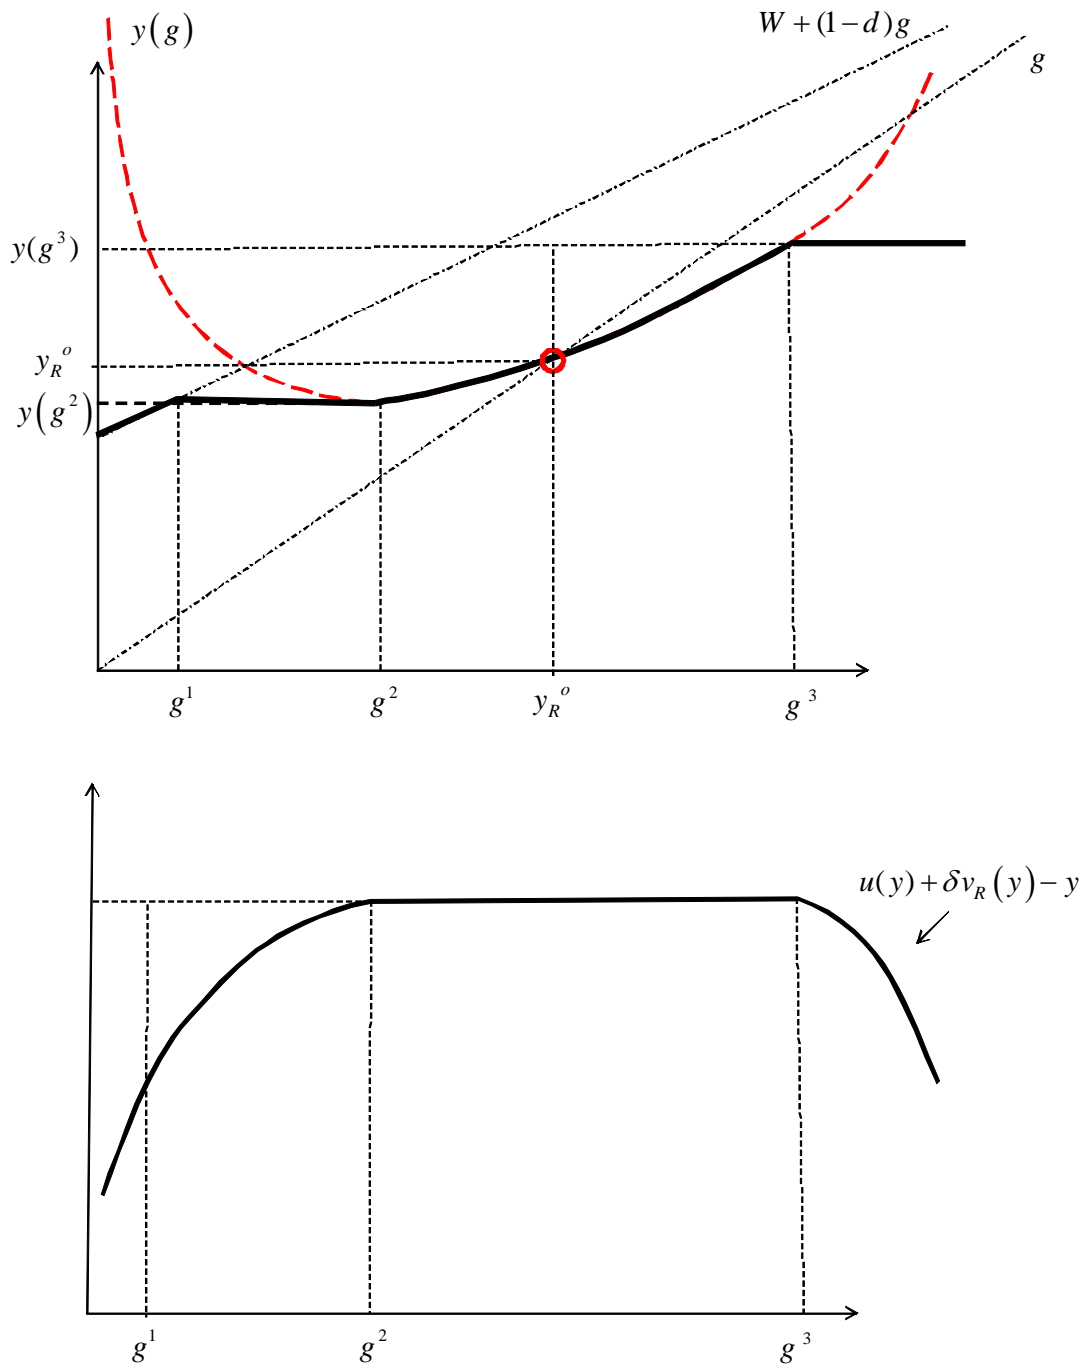 y(g)
W + (1−d)g
g
y(g³)
y_R^o
y(g²)
g¹
g²
y_R^o
g³
u(y) + δv_R(y) − y
g¹
g²
g³